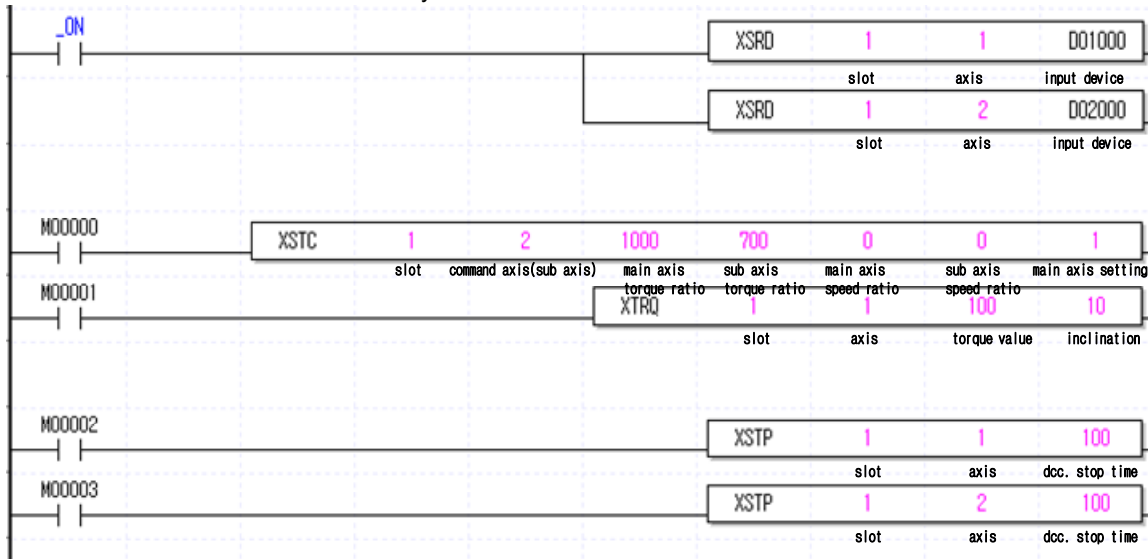 _ON
XSRD 1 1 D01000
slot axis input device
XSRD 1 2 D02000
slot axis input device
M00000
XSTC 1 2 1000 700 0 0 1
slot command axis(sub axis) main axis torque ratio sub axis torque ratio main axis speed ratio sub axis speed ratio main axis setting
M00001
XTRQ 1 1 100 10
slot axis torque value inclination
M00002
XSTP 1 1 100
slot axis dcc. stop time
M00003
XSTP 1 2 100
slot axis dcc. stop time